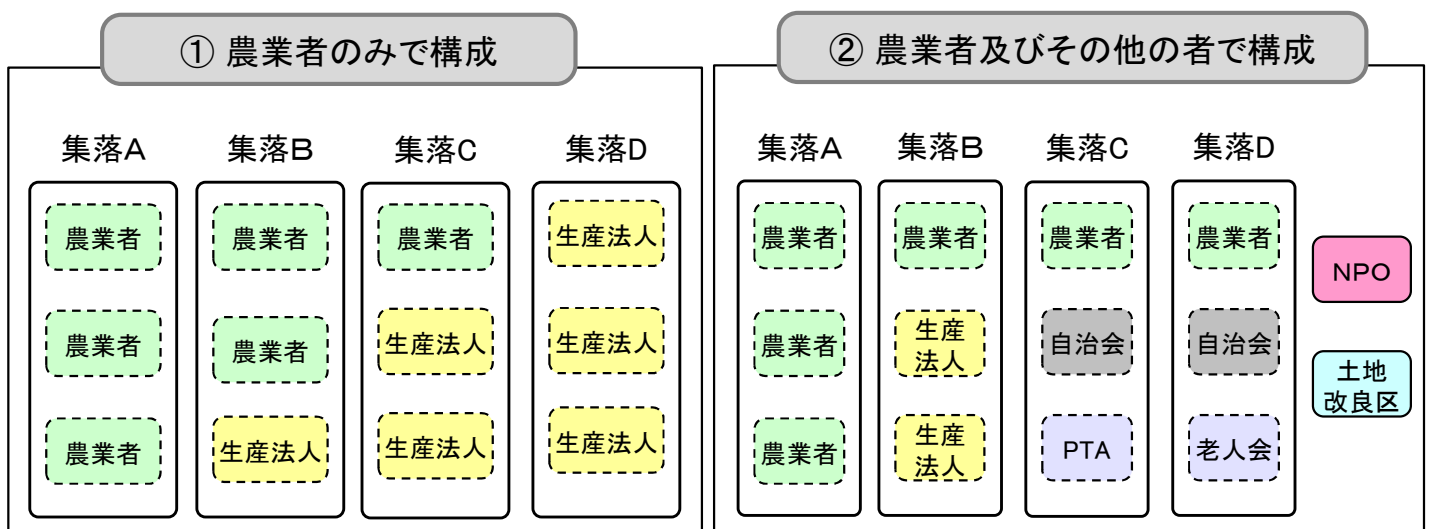 ① 農業者のみで構成
集落A
集落B
集落C
集落D
農業者
農業者
農業者
生産法人
農業者
農業者
生産法人
生産法人
農業者
生産法人
生産法人
生産法人
② 農業者及びその他の者で構成
集落A
集落B
集落C
集落D
農業者
農業者
農業者
農業者
NPO
農業者
生産
法人
自治会
自治会
土地
改良区
農業者
生産
法人
PTA
老人会